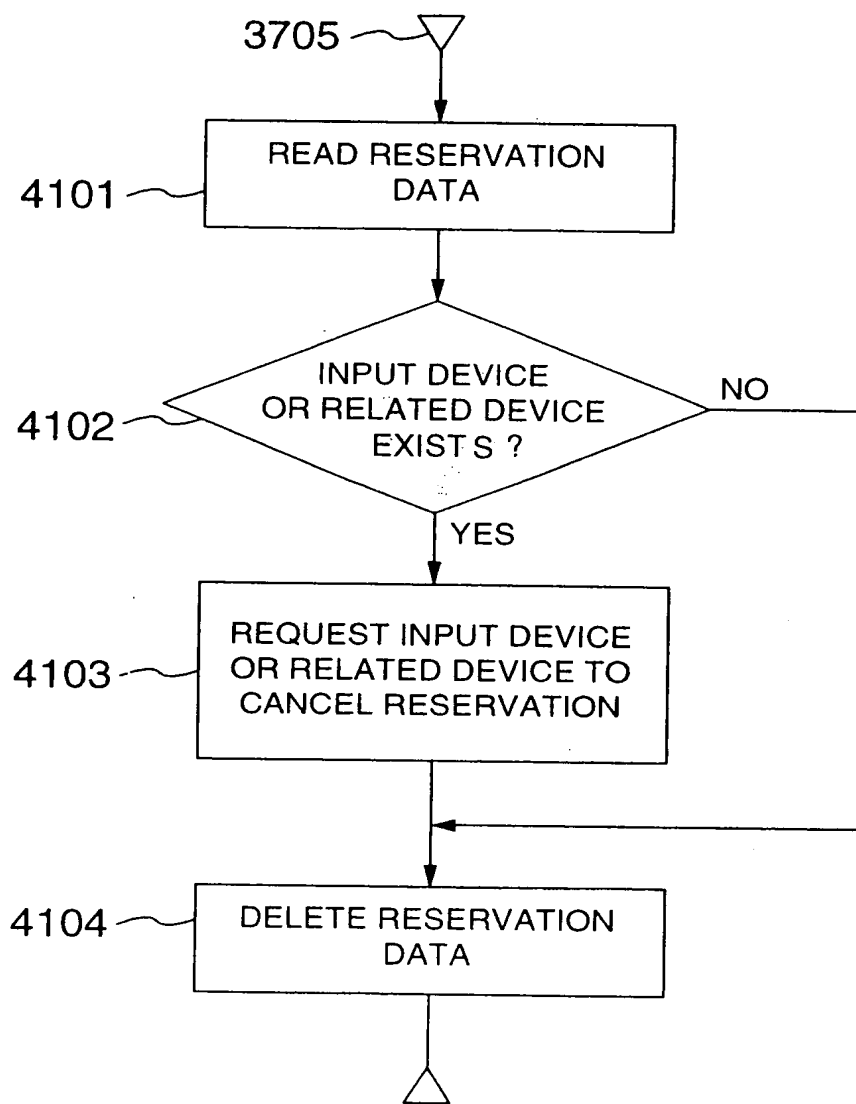 3705
READ RESERVATION
DATA
4101
INPUT DEVICE
OR RELATED DEVICE
EXISTS ?
NO
4102
YES
REQUEST INPUT DEVICE
OR RELATED DEVICE TO
CANCEL RESERVATION
4103
DELETE RESERVATION
DATA
4104